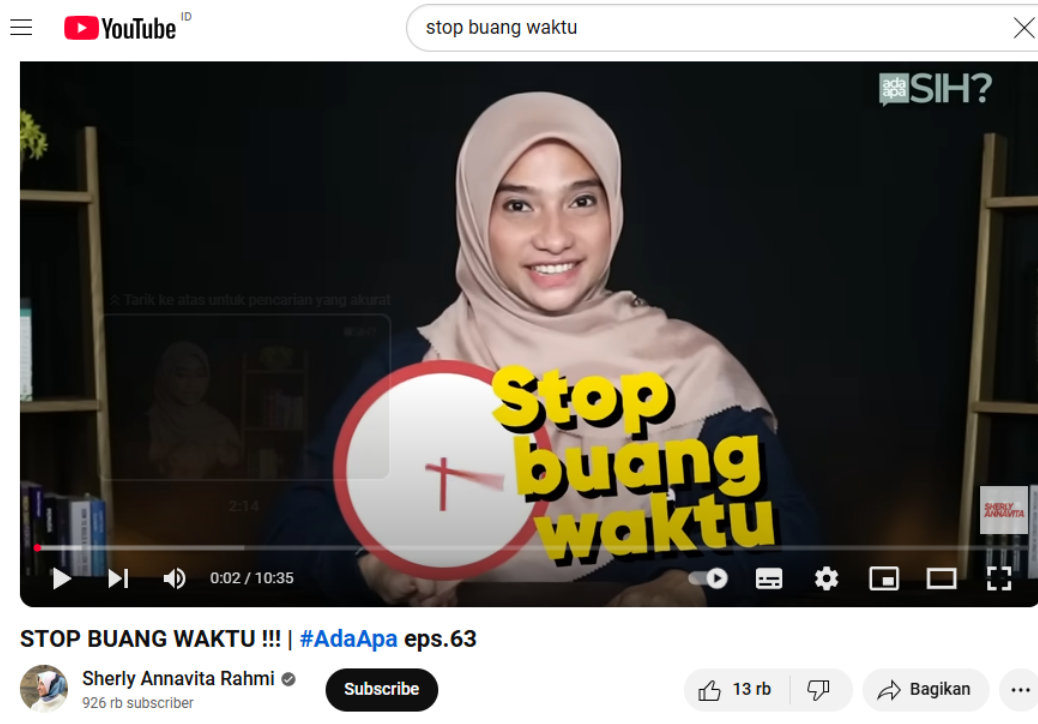 YouTube ID
stop buang waktu
ada apa SIH?
Tarik ke atas untuk pencarian yang akurat
Stop
buang
waktu
2:14
SHERLY
ANNAVITA
0:02 / 10:35
STOP BUANG WAKTU !!! | #AdaApa eps.63
Sherly Annavita Rahmi
926 rb subscriber
Subscribe
13 rb
Bagikan